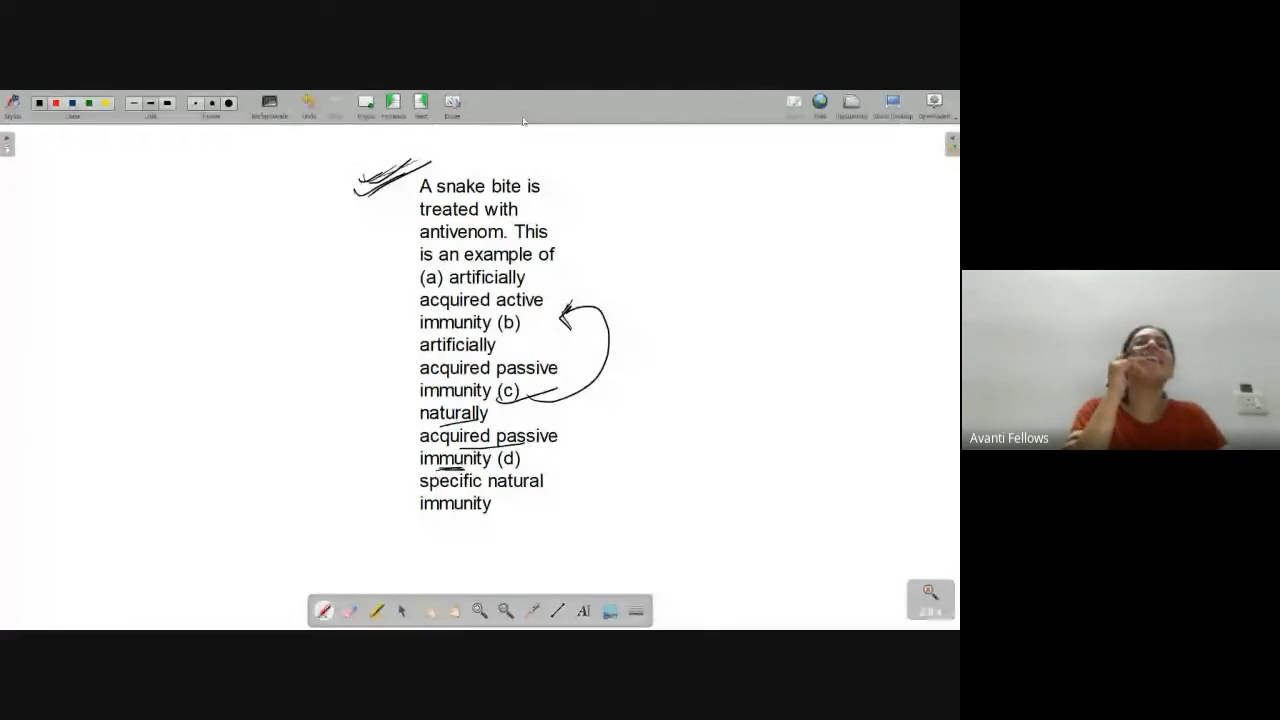 A snake bite is
treated with
antivenom. This
is an example of
(a) artificially
acquired active
immunity (b)
artificially
acquired passive
immunity (c)
naturally
acquired passive
immunity (d)
specific natural
immunity
Avanti Fellows